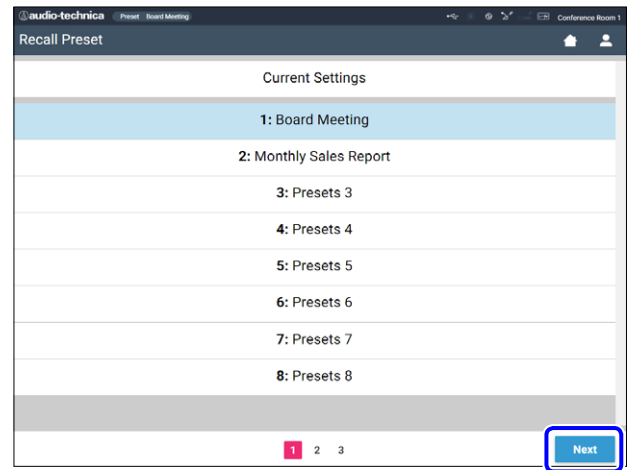 audio-technica Preset Board Meeting Conference Room 1
Recall Preset
Current Settings
1: Board Meeting
2: Monthly Sales Report
3: Presets 3
4: Presets 4
5: Presets 5
6: Presets 6
7: Presets 7
8: Presets 8
1 2 3 Next